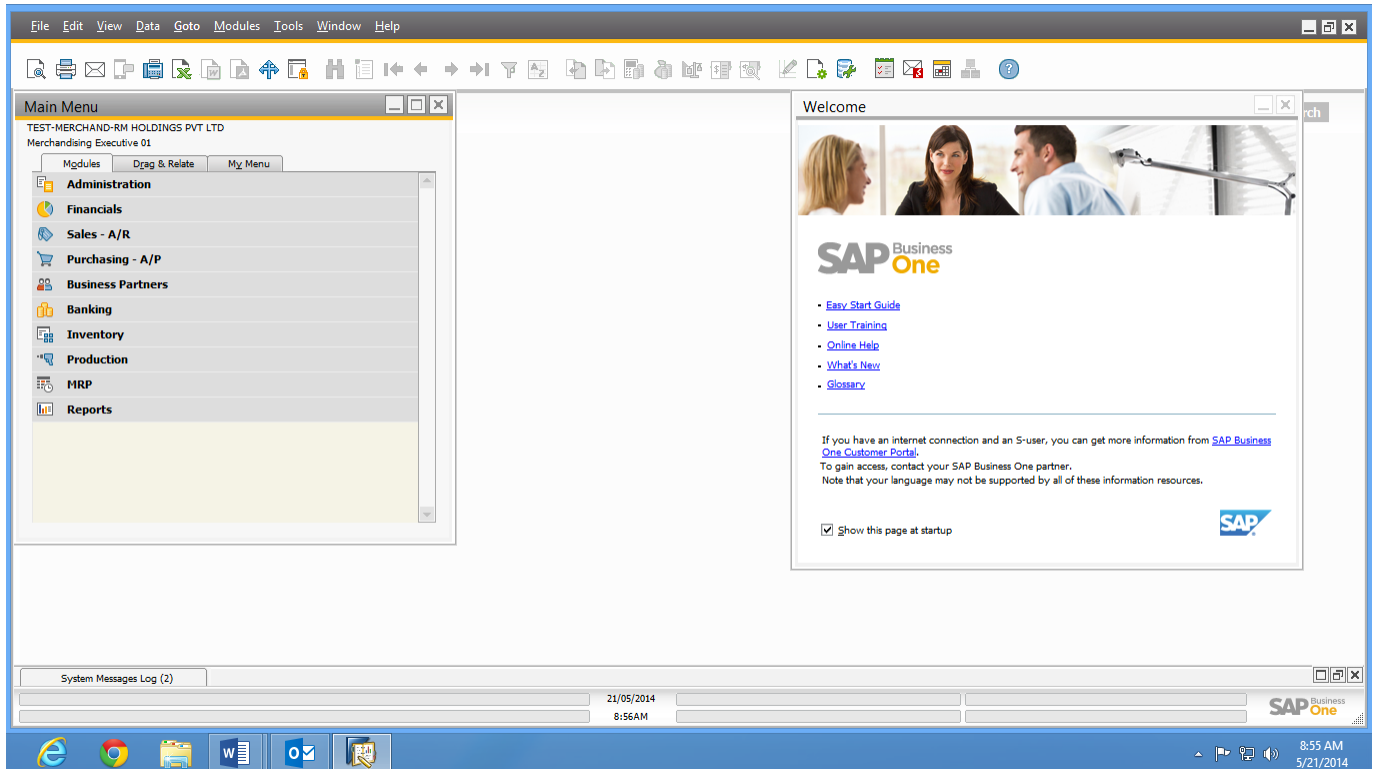 File Edit View Data Goto Modules Tools Window Help
Main Menu
TEST-MERCHAND-RM HOLDINGS PVT LTD
Merchandising Executive 01
Modules Drag & Relate My Menu
Administration
Financials
Sales - A/R
Purchasing - A/P
Business Partners
Banking
Inventory
Production
MRP
Reports
Welcome
rch
SAP Business One
Easy Start Guide
User Training
Online Help
What's New
Glossary
If you have an internet connection and an S-user, you can get more information from SAP Business
One Customer Portal.
To gain access, contact your SAP Business One partner.
Note that your language may not be supported by all of these information resources.
Show this page at startup
SAP
System Messages Log (2)
21/05/2014
8:56AM
SAP Business One
8:55 AM
5/21/2014